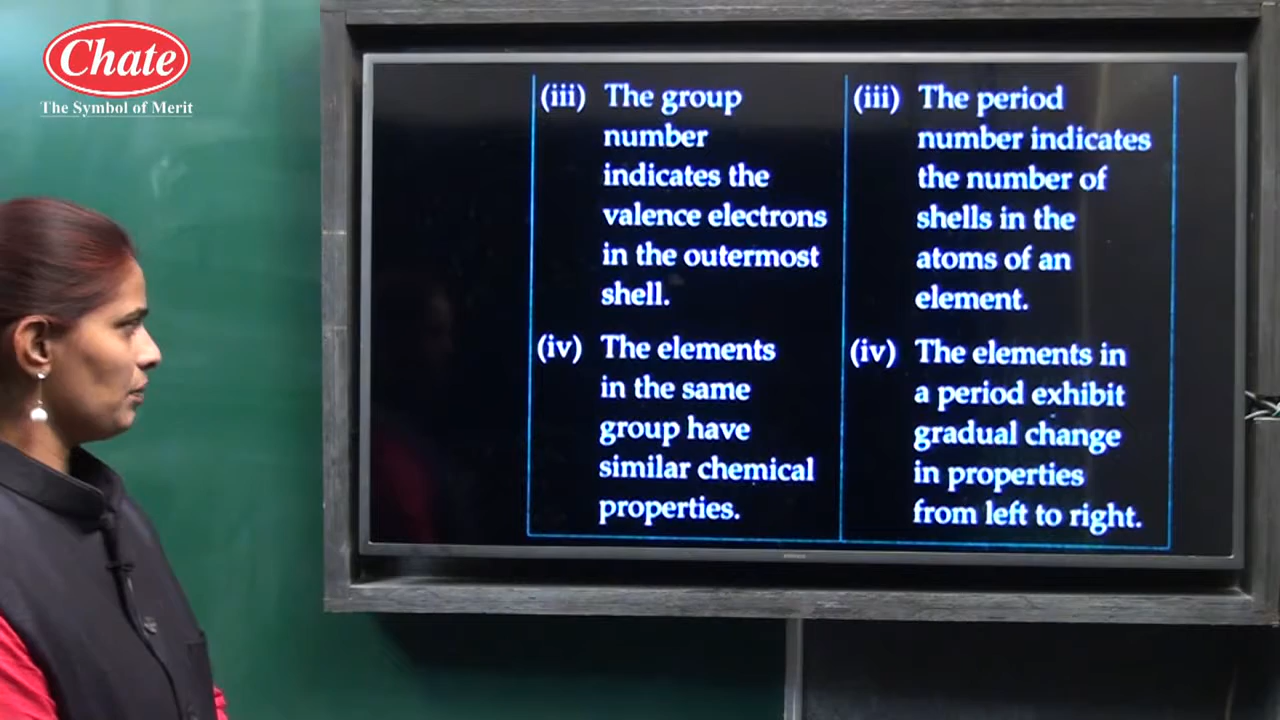 Chate
The Symbol of Merit
(iii) The group
number
indicates the
valence electrons
in the outermost
shell.
(iv) The elements
in the same
group have
similar chemical
properties.
(iii) The period
number indicates
the number of
shells in the
atoms of an
element.
(iv) The elements in
a period exhibit
gradual change
in properties
from left to right.